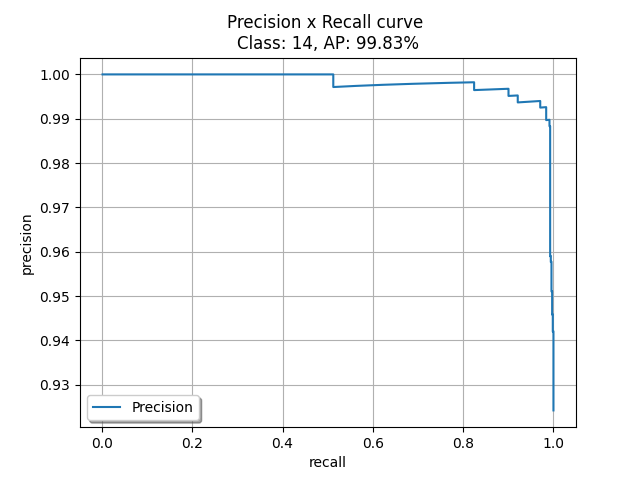 Precision x Recall curve
Class: 14, AP: 99.83%
1.00
0.99
0.98
0.97
0.96
0.95
0.94
0.93
precision
Precision
0.0 0.2 0.4 0.6 0.8 1.0
recall